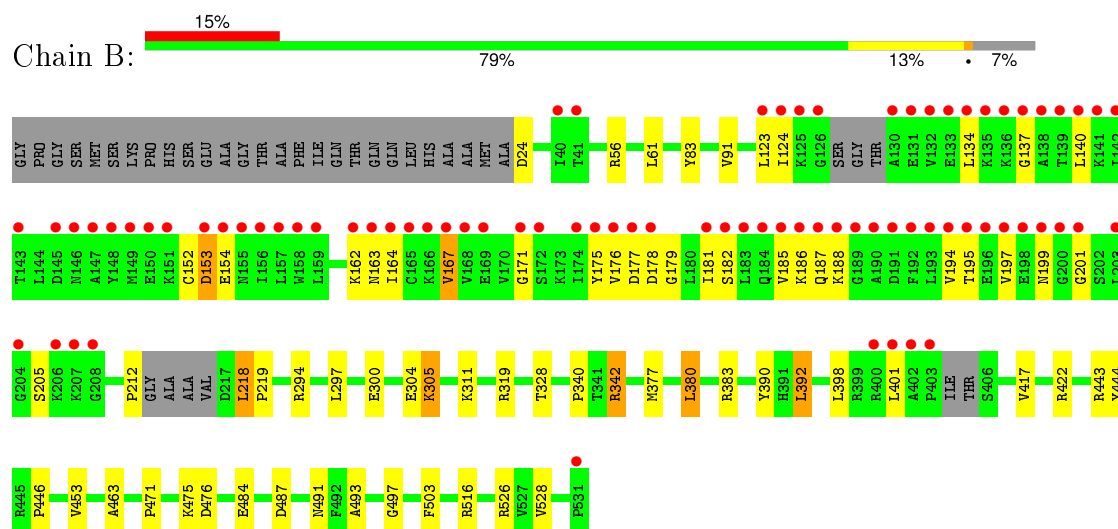 15%
Chain B:
79% 13% • 7%
GLY PRO GLY SER MET SER LYS PRO HIS SER GLU ALA GLY THR ALA PHE ILE GLN THR GLN GLN LEU HIS ALA ALA MET ALA D24 I40 T41 R56 L61 Y83 V91 L123 I124 K125 G126 SER GLY THR A130 E131 V132 E133 L134 K135 K136 G137 A138 T139 L140 K141 I142
T143 L144 D145 N146 A147 Y148 M149 E150 K151 C152 D153 E154 N155 I156 L157 W158 L159 K162 N163 I164 C165 K166 V167 V168 E169 V170 G171 S172 K173 I174 Y175 V176 D177 D178 G179 L180 I181 S182 L183 Q184 V185 K186 Q187 K188 G189 A190 D191 F192 L193 V194 T195 E196 V197 E198 N199 G200 G201 S202 L203
G204 S205 K206 K207 G208 P212 GLY ALA ALA VAL D217 L218 P219 R294 L297 E300 E304 K305 K311 R319 T328 P340 T341 R342 M377 L380 R383 Y390 H391 L392 L398 R399 R400 L401 A402 P403 ILE THR S406 V417 R422 R443 Y444
R445 P446 V453 A463 P471 K475 D476 E484 D487 N491 F492 A493 G497 F503 R516 R526 V527 V528 P531